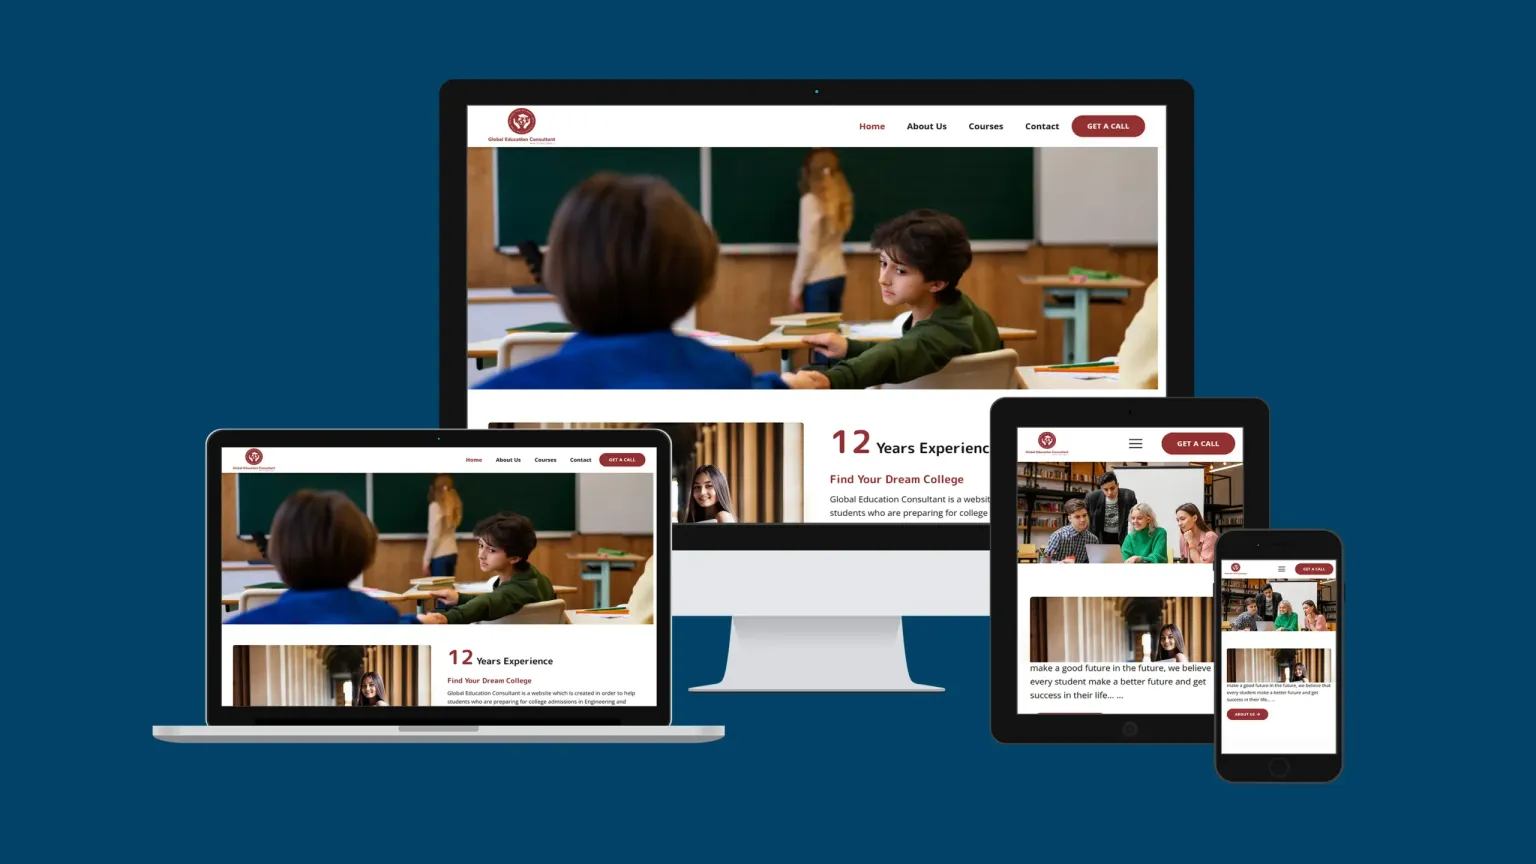 Global Education Consultant
Home
About Us
Courses
Contact
GET A CALL
12 Years Experienc
Find Your Dream College
Global Education Consultant is a websit
students who are preparing for college
Global Education Consultant
Home
About Us
Courses
Contact
GET A CALL
12 Years Experience
Find Your Dream College
Global Education Consultant is a website which is created in order to help
students who are preparing for college admissions in Engineering and
Global Education Consultant
GET A CALL
make a good future in the future, we believe
every student make a better future and get
success in their life... ...
GET A CALL
make a good future in the future, we believe that
every student make a better future and get
success in their life... ...
ABOUT US →